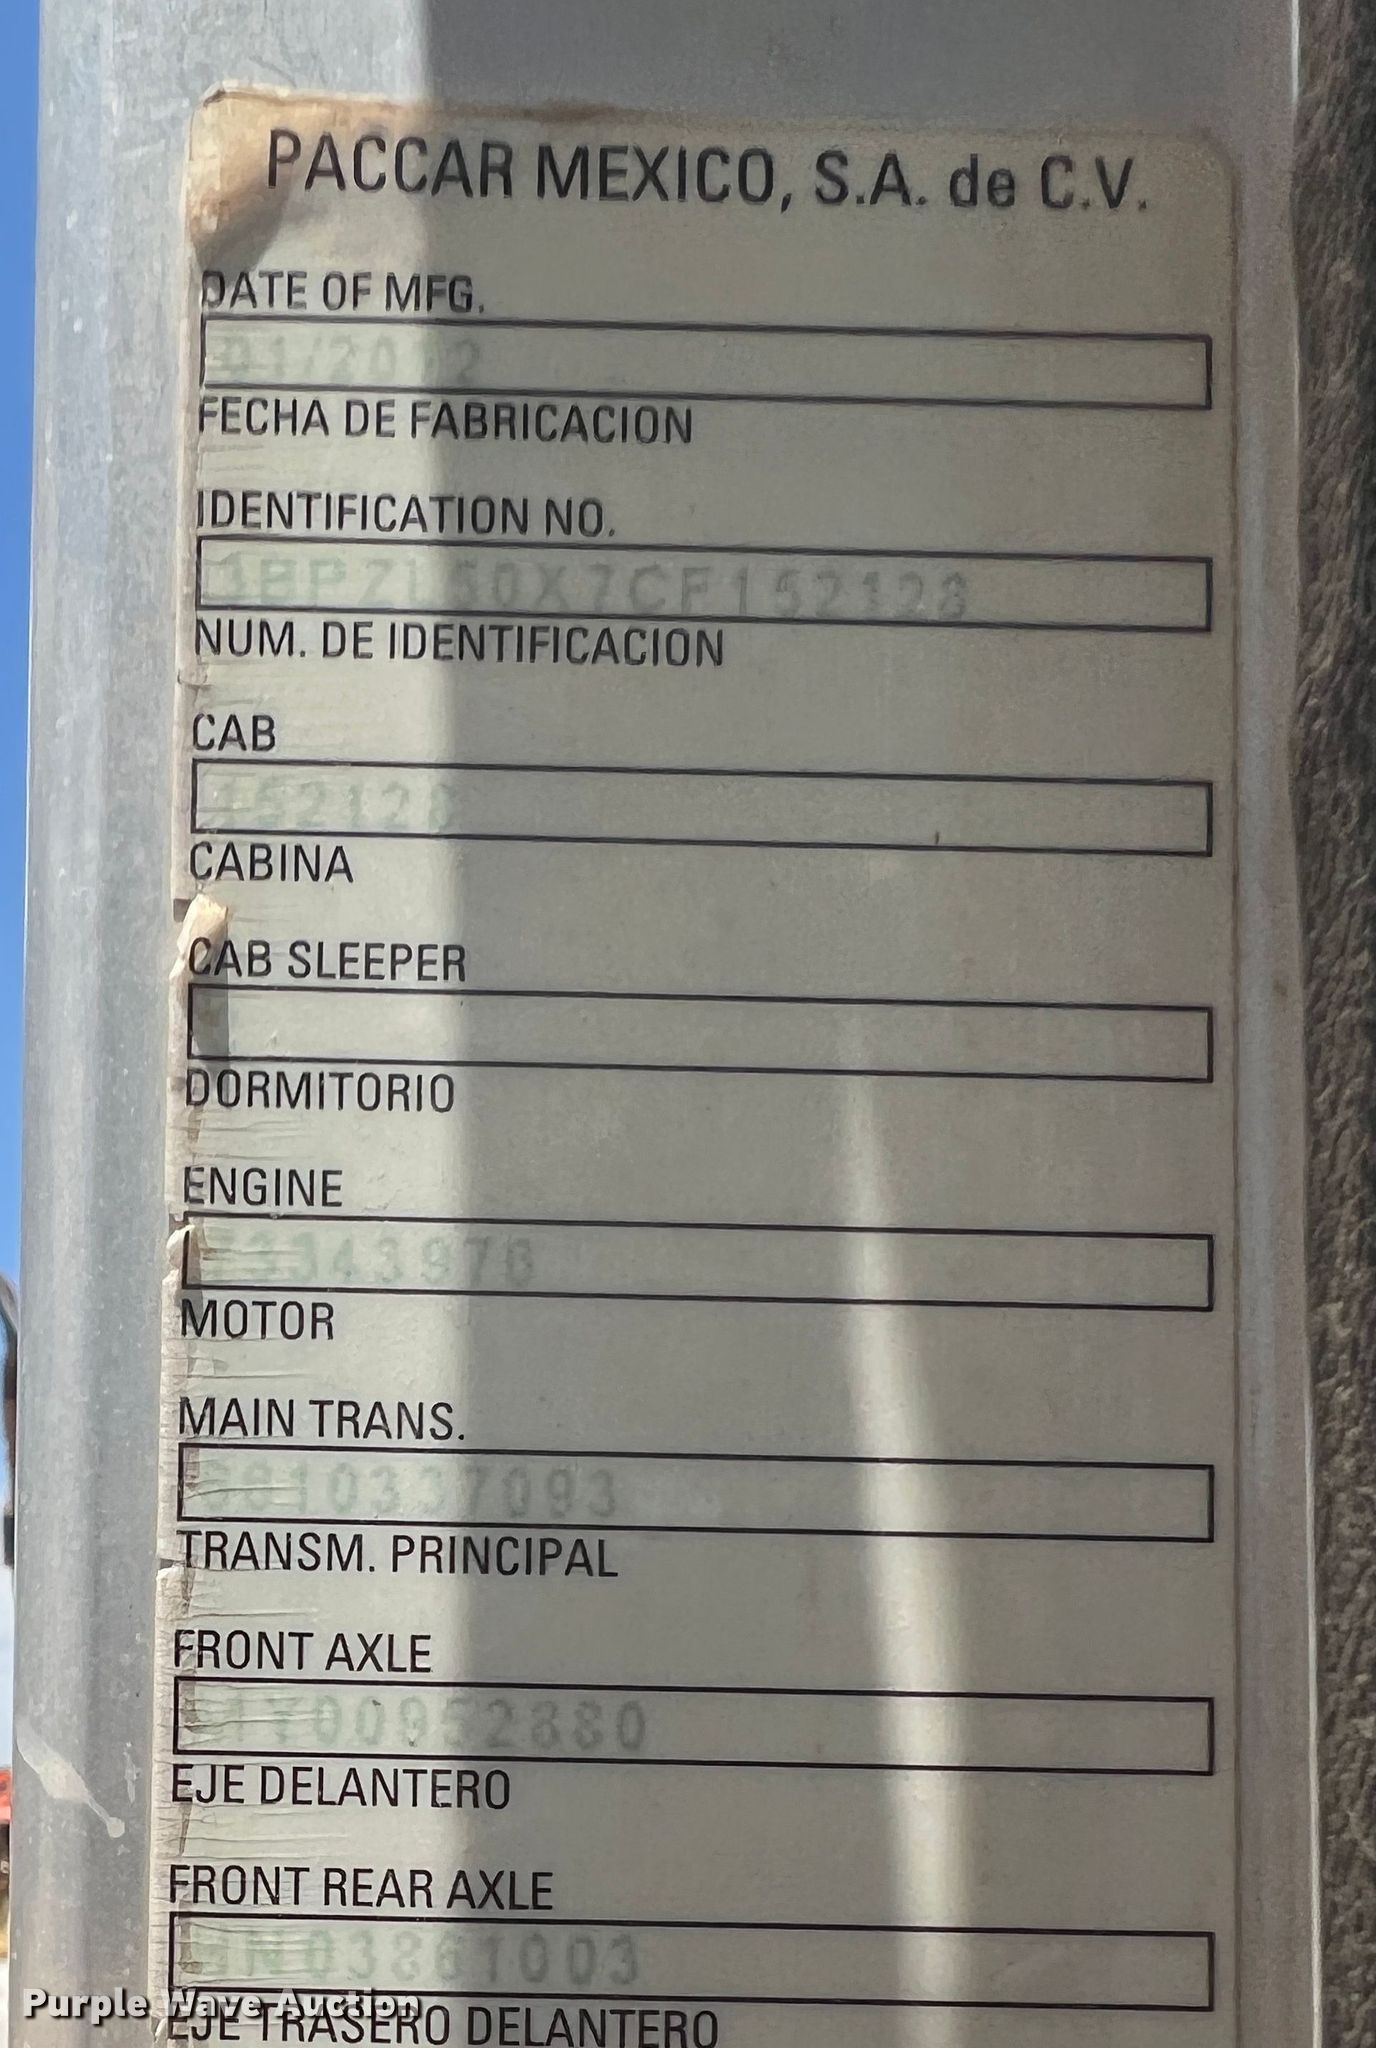 PACCAR MEXICO, S.A. de C.V.
DATE OF MFG.
FECHA DE FABRICACION
IDENTIFICATION NO.
3BPZL50X7CF152128
NUM. DE IDENTIFICACION
CAB
152128
CABINA
CAB SLEEPER
DORMITORIO
ENGINE
MOTOR
MAIN TRANS.
TRANSM. PRINCIPAL
FRONT AXLE
EJE DELANTERO
FRONT REAR AXLE
EJE TRASERO DELANTERO
Purple Wave Auction